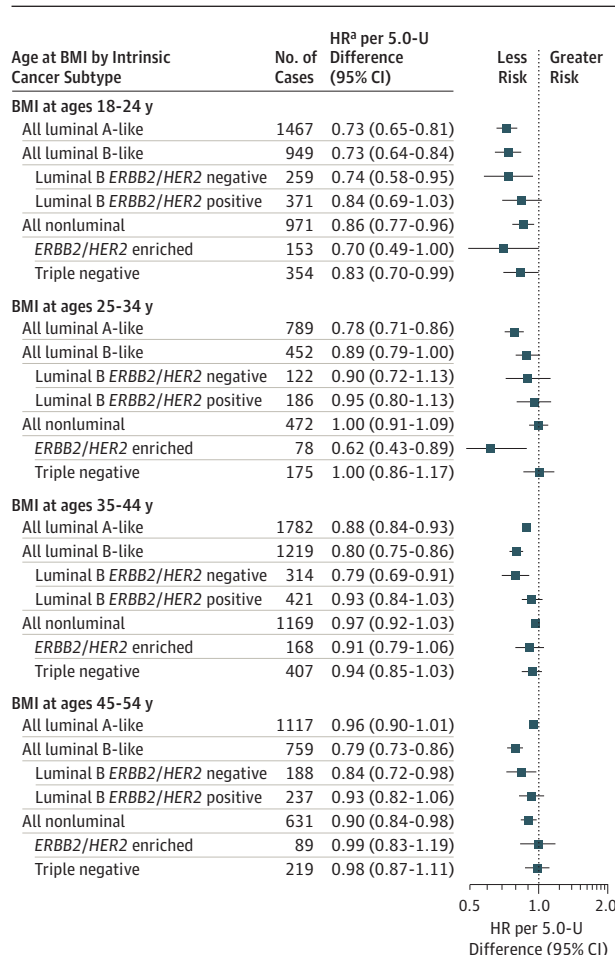 Age at BMI by Intrinsic Cancer Subtype No. of Cases HRa per 5.0-U Difference (95% CI) Less Risk Greater Risk
BMI at ages 18-24 y
All luminal A-like 1467 0.73 (0.65-0.81)
All luminal B-like 949 0.73 (0.64-0.84)
Luminal B ERBB2/HER2 negative 259 0.74 (0.58-0.95)
Luminal B ERBB2/HER2 positive 371 0.84 (0.69-1.03)
All nonluminal 971 0.86 (0.77-0.96)
ERBB2/HER2 enriched 153 0.70 (0.49-1.00)
Triple negative 354 0.83 (0.70-0.99)
BMI at ages 25-34 y
All luminal A-like 789 0.78 (0.71-0.86)
All luminal B-like 452 0.89 (0.79-1.00)
Luminal B ERBB2/HER2 negative 122 0.90 (0.72-1.13)
Luminal B ERBB2/HER2 positive 186 0.95 (0.80-1.13)
All nonluminal 472 1.00 (0.91-1.09)
ERBB2/HER2 enriched 78 0.62 (0.43-0.89)
Triple negative 175 1.00 (0.86-1.17)
BMI at ages 35-44 y
All luminal A-like 1782 0.88 (0.84-0.93)
All luminal B-like 1219 0.80 (0.75-0.86)
Luminal B ERBB2/HER2 negative 314 0.79 (0.69-0.91)
Luminal B ERBB2/HER2 positive 421 0.93 (0.84-1.03)
All nonluminal 1169 0.97 (0.92-1.03)
ERBB2/HER2 enriched 168 0.91 (0.79-1.06)
Triple negative 407 0.94 (0.85-1.03)
BMI at ages 45-54 y
All luminal A-like 1117 0.96 (0.90-1.01)
All luminal B-like 759 0.79 (0.73-0.86)
Luminal B ERBB2/HER2 negative 188 0.84 (0.72-0.98)
Luminal B ERBB2/HER2 positive 237 0.93 (0.82-1.06)
All nonluminal 631 0.90 (0.84-0.98)
ERBB2/HER2 enriched 89 0.99 (0.83-1.19)
Triple negative 219 0.98 (0.87-1.11)
0.5 1.0 2.0
HR per 5.0-U
Difference (95% CI)